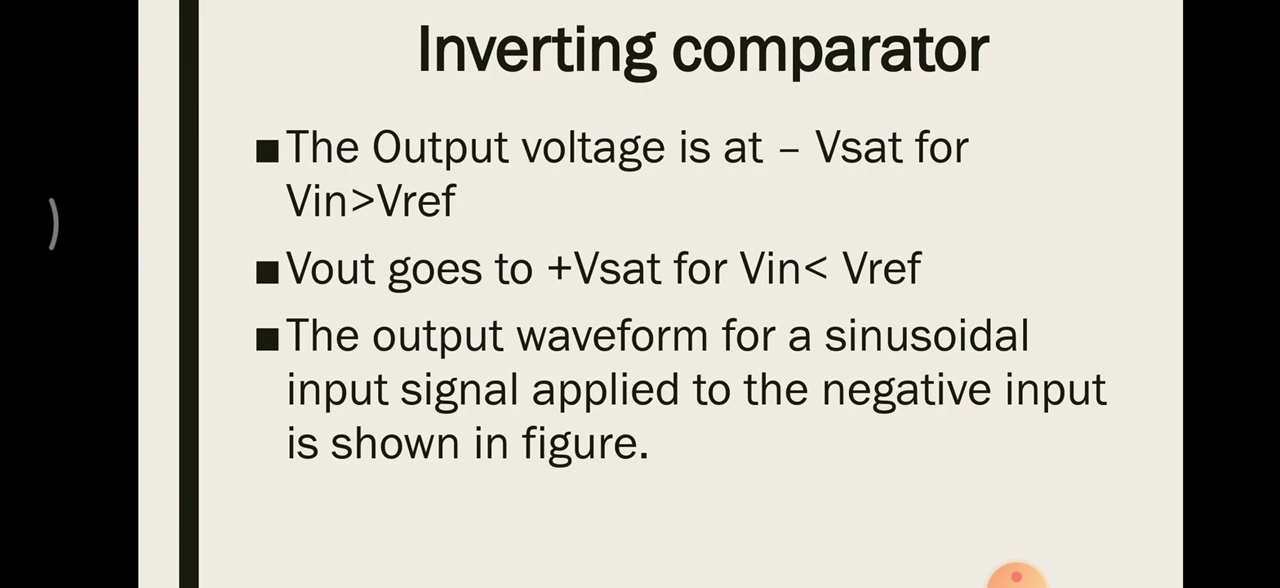 Inverting comparator
■The Output voltage is at – Vsat for
Vin>Vref
■Vout goes to +Vsat for Vin< Vref
■The output waveform for a sinusoidal
input signal applied to the negative input
is shown in figure.